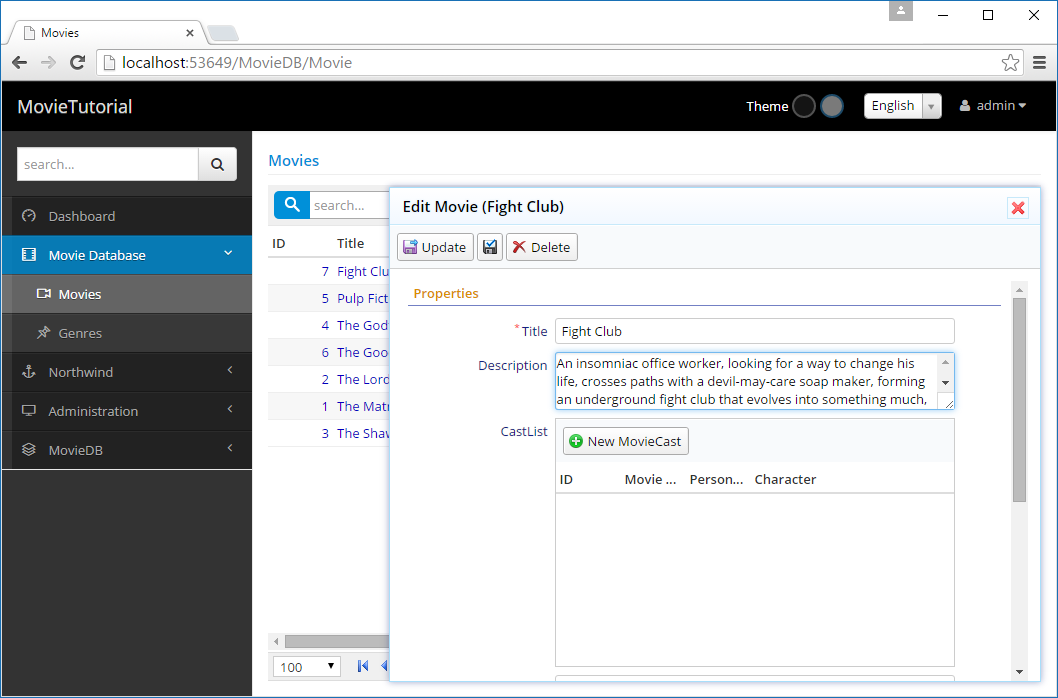 Movies
localhost:53649/MovieDB/Movie
MovieTutorial
Theme
English
admin
search...
Dashboard
Movie Database
Movies
Genres
Northwind
Administration
MovieDB
Movies
search...
ID Title
7 Fight Clu
5 Pulp Fict
4 The God
6 The Goo
2 The Lord
1 The Mat
3 The Shaw
100
Edit Movie (Fight Club)
Update
Delete
Properties
*Title Fight Club
Description An insomniac office worker, looking for a way to change his
life, crosses paths with a devil-may-care soap maker, forming
an underground fight club that evolves into something much,
CastList
New MovieCast
ID Movie ... Person... Character